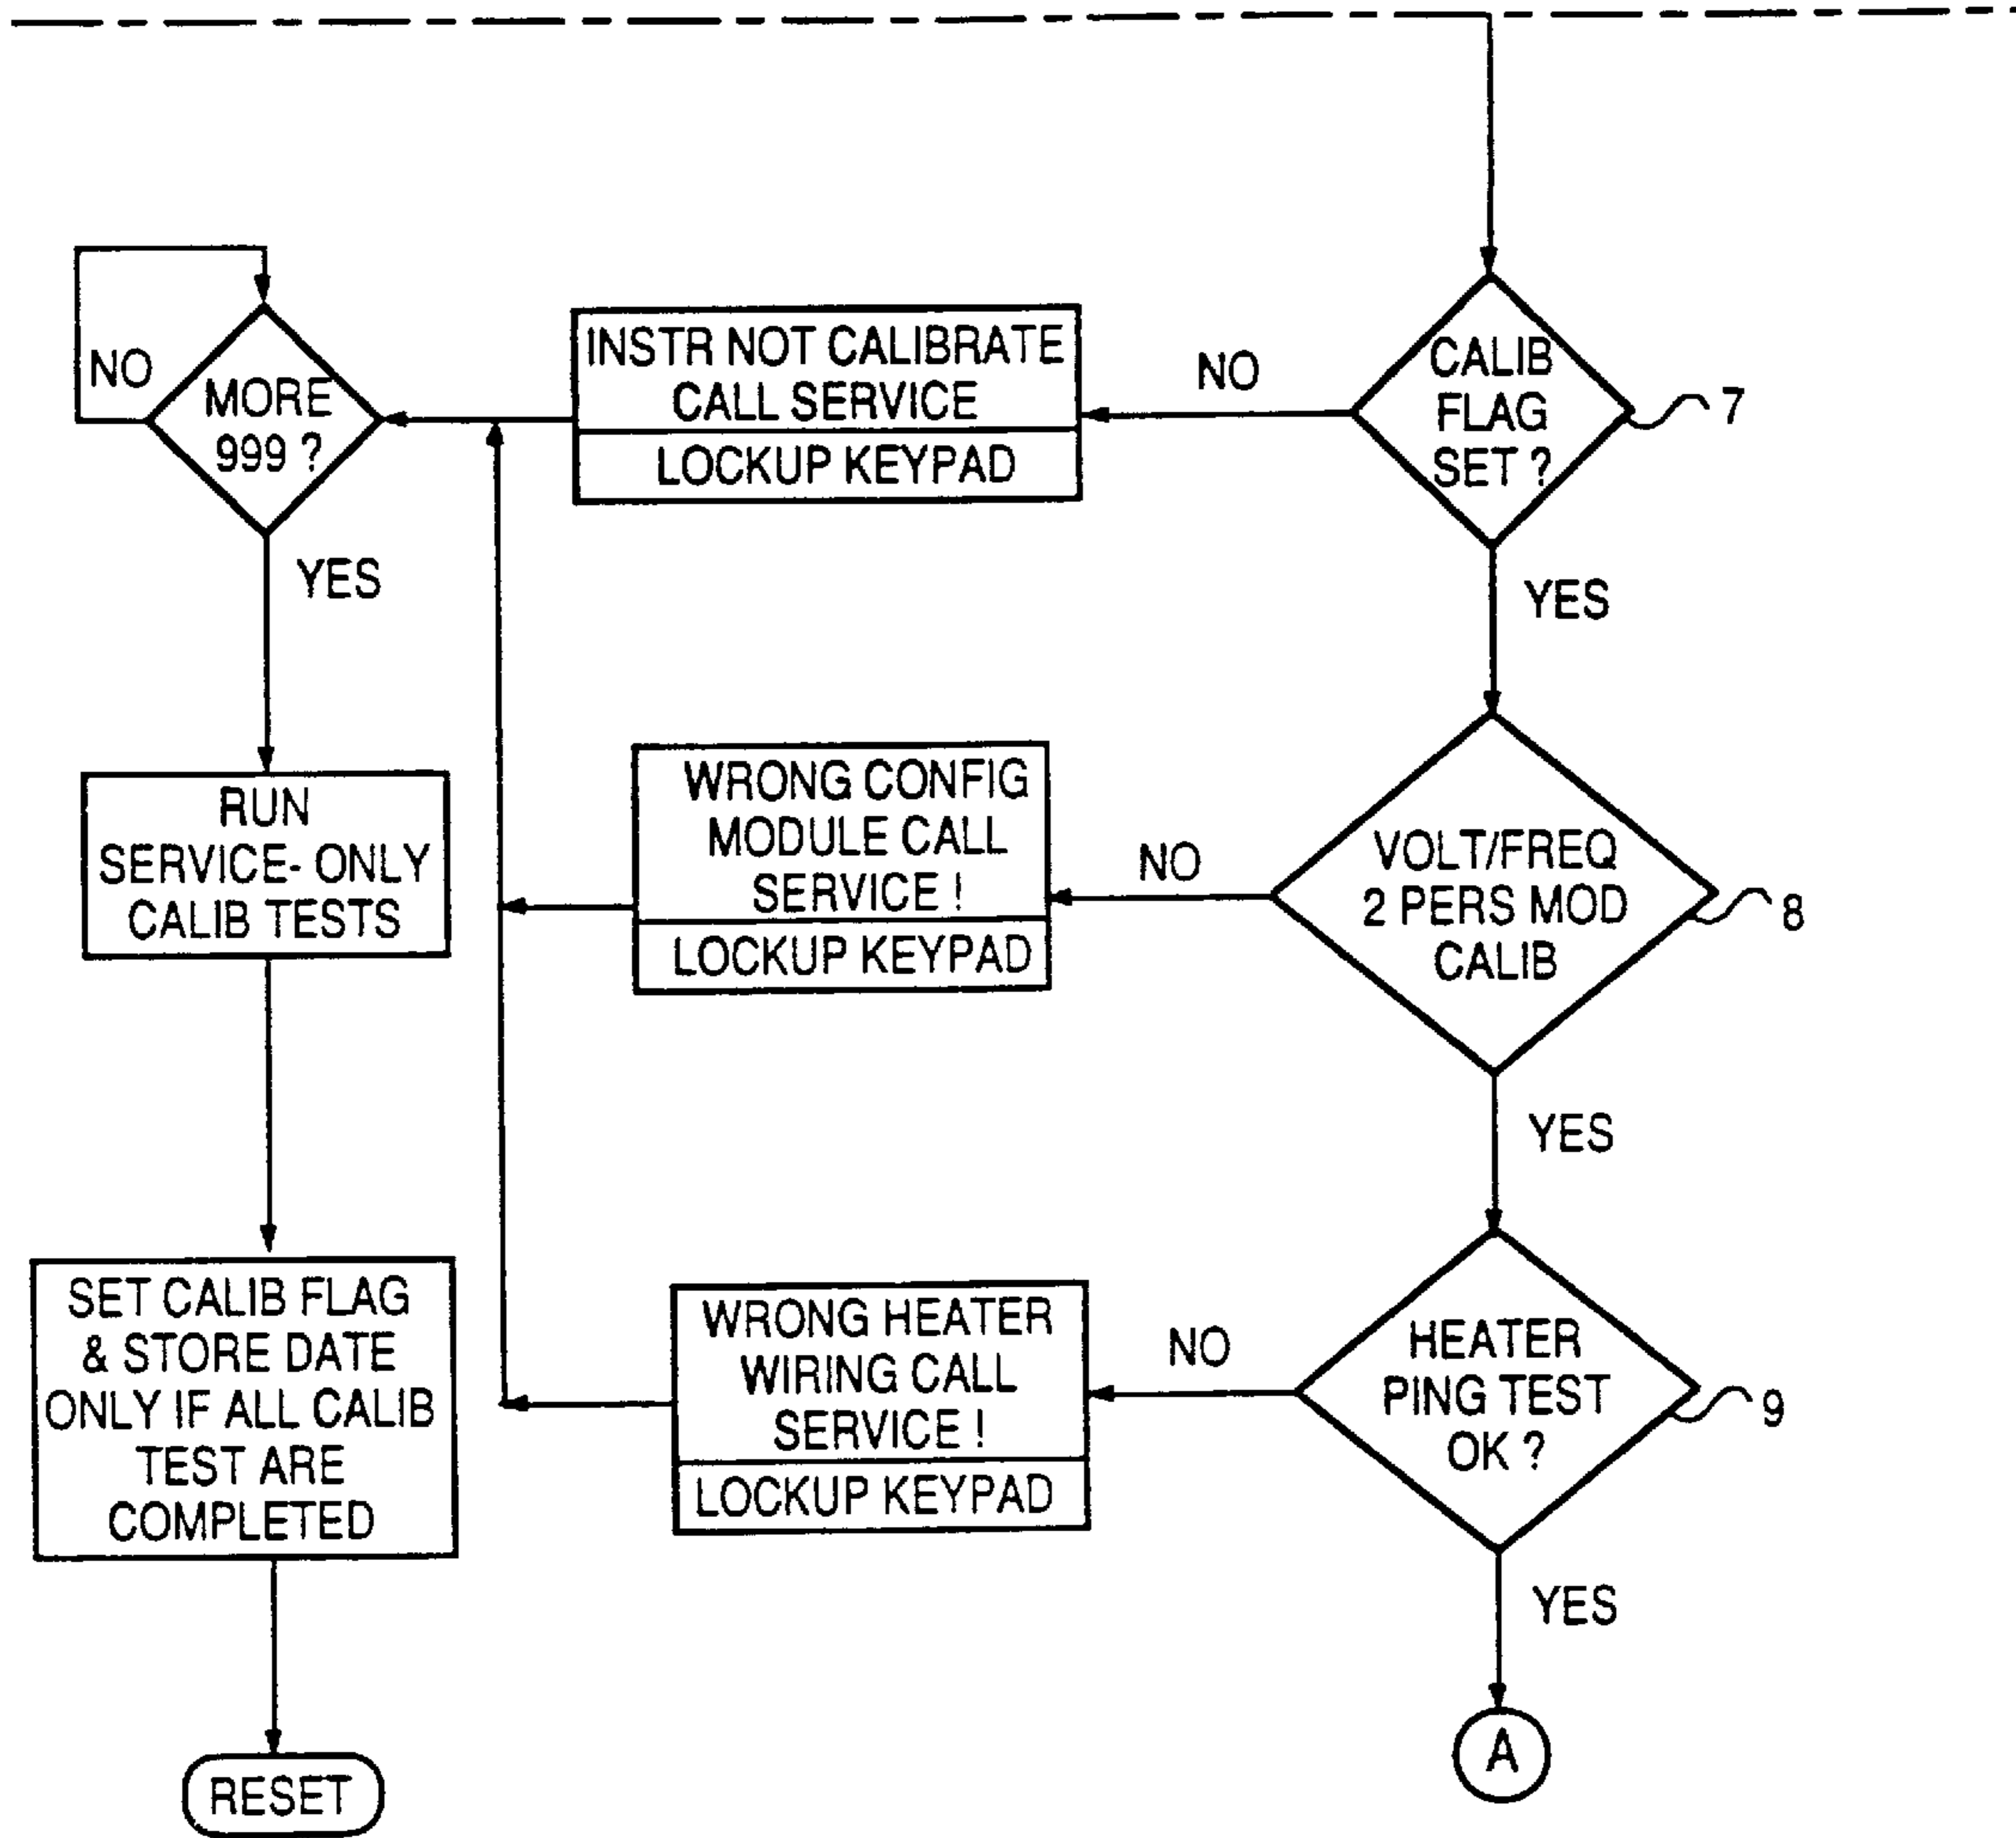 NO
MORE
999 ?
YES
INSTR NOT CALIBRATE
CALL SERVICE
LOCKUP KEYPAD
NO
CALIB
FLAG
SET ?
7
YES
RUN
SERVICE- ONLY
CALIB TESTS
WRONG CONFIG
MODULE CALL
SERVICE !
LOCKUP KEYPAD
NO
VOLT/FREQ
2 PERS MOD
CALIB
8
YES
SET CALIB FLAG
& STORE DATE
ONLY IF ALL CALIB
TEST ARE
COMPLETED
WRONG HEATER
WIRING CALL
SERVICE !
LOCKUP KEYPAD
NO
HEATER
PING TEST
OK ?
9
YES
RESET
A